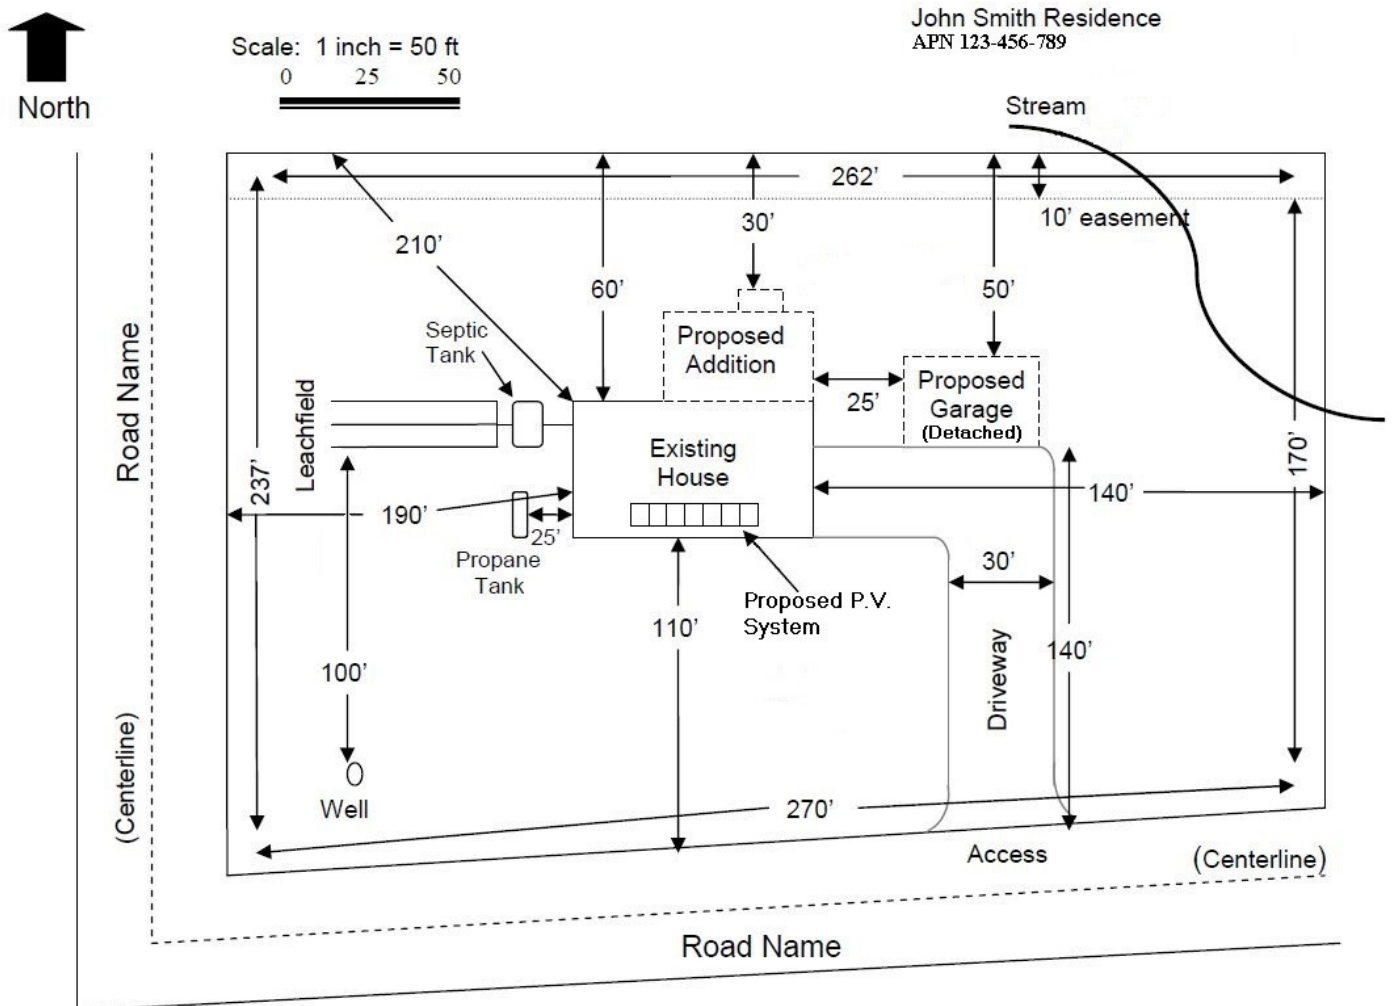 John Smith Residence
APN 123-456-789
Scale: 1 inch = 50 ft
0 25 50
North
Stream
262'
10' easement
30'
210'
60'
50'
Septic
Tank
Proposed
Addition
Proposed
Garage
(Detached)
25'
Road Name
Leachfield
Existing
House
237'
170'
190'
140'
25'
Propane
Tank
30'
Proposed P.V.
System
110'
100'
Driveway
140'
Well
270'
(Centerline)
Access
(Centerline)
Road Name